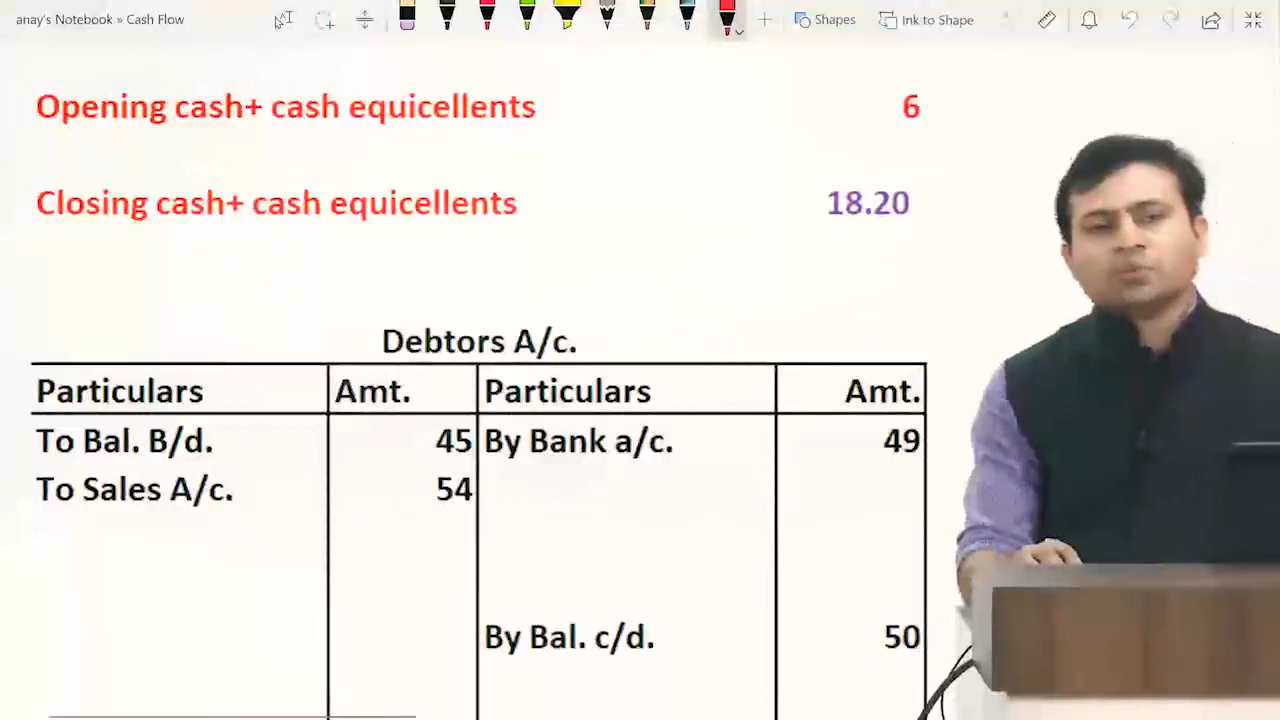 anay's Notebook » Cash Flow
Shapes
Ink to Shape
Opening cash+ cash equicellents 6
Closing cash+ cash equicellents 18.20
Debtors A/c.
Particulars Amt. Particulars Amt.
To Bal. B/d. 45 By Bank a/c. 49
To Sales A/c. 54
By Bal. c/d. 50